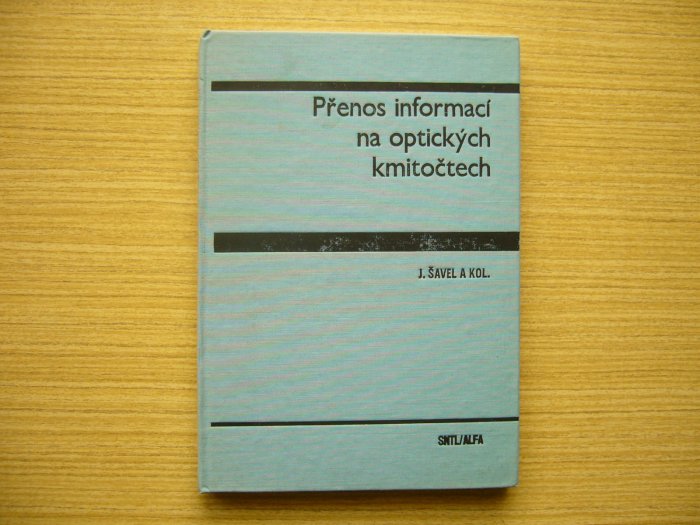 Přenos informací
na optických
kmitočtech
J. ŠAVEL A KOL.
SNTL/ALFA